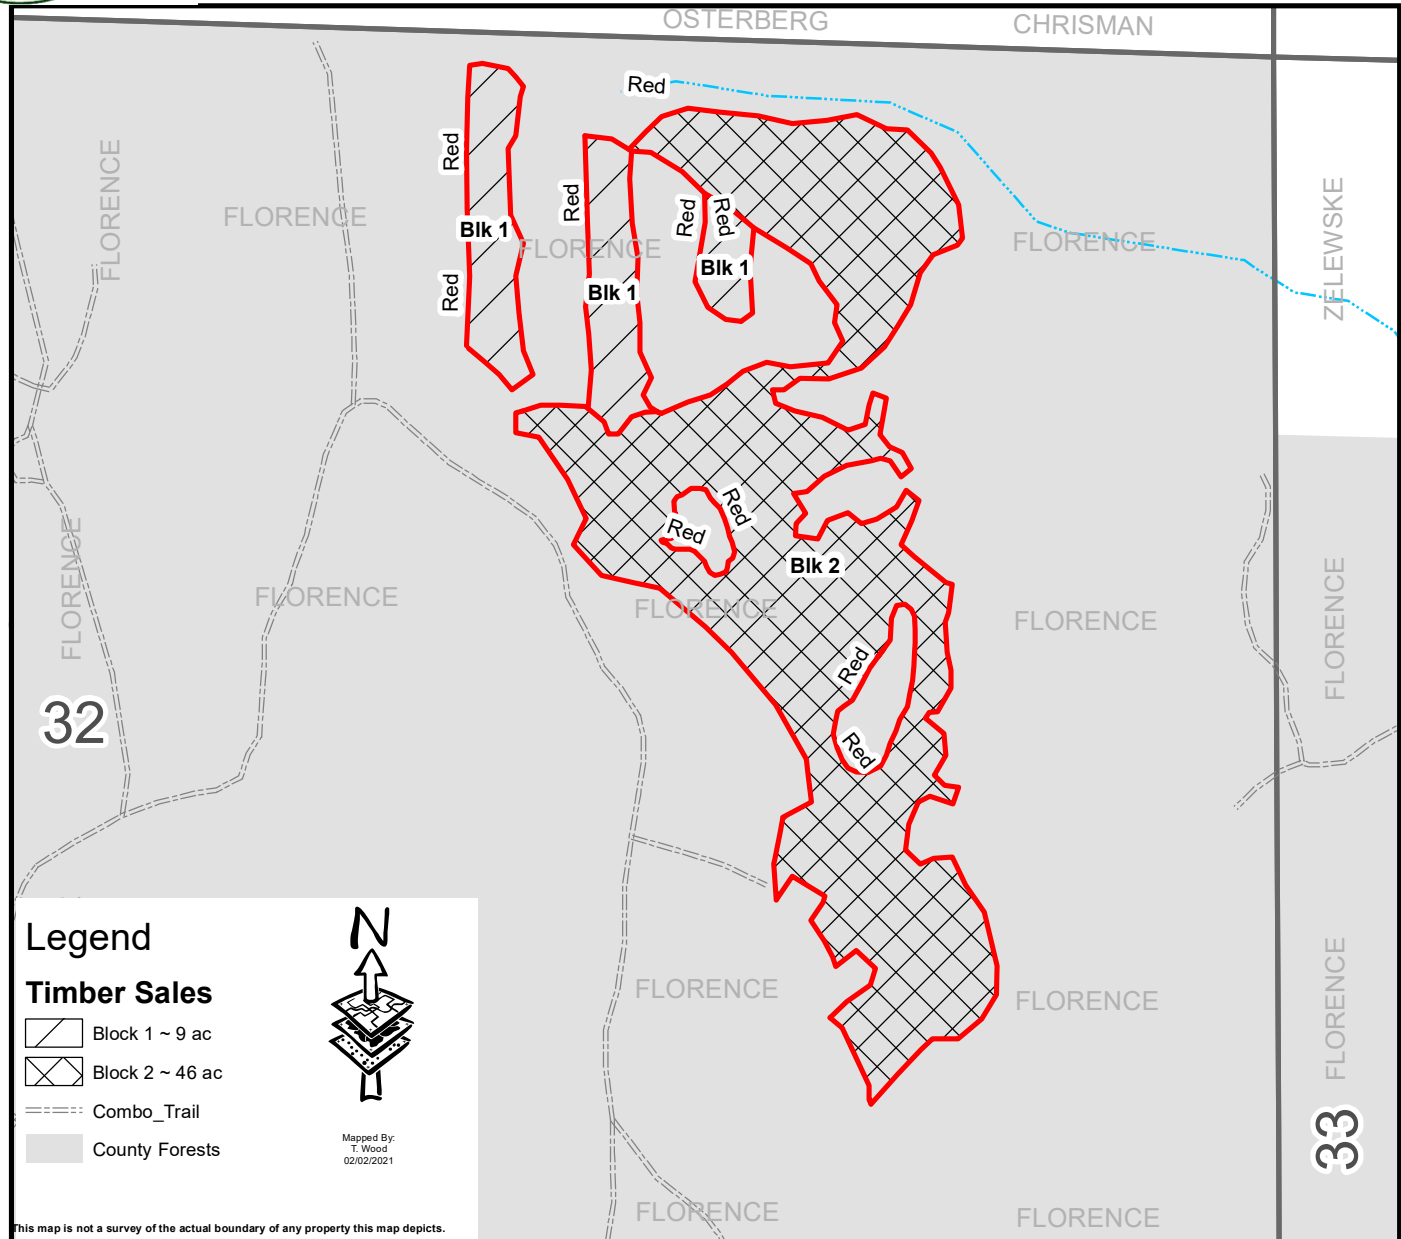 OSTERBERG
CHRISMAN
Red
Red
FLORENCE
ZELEWSKE
Red
Red
Red
FLORENCE
Blk 1
FLORENCE
FLORENCE
Blk 1
Red
Blk 1
Red
Red
FLORENCE
Blk 2
FLORENCE
FLORENCE
FLORENCE
FLORENCE
FLORENCE
Red
32
Red
N
Legend
Timber Sales
FLORENCE
FLORENCE
FLORENCE
Block 1 ~ 9 ac
Block 2 ~ 46 ac
Combo_Trail
County Forests
Mapped By:
T. Wood
02/02/2021
33
FLORENCE
FLORENCE
This map is not a survey of the actual boundary of any property this map depicts.